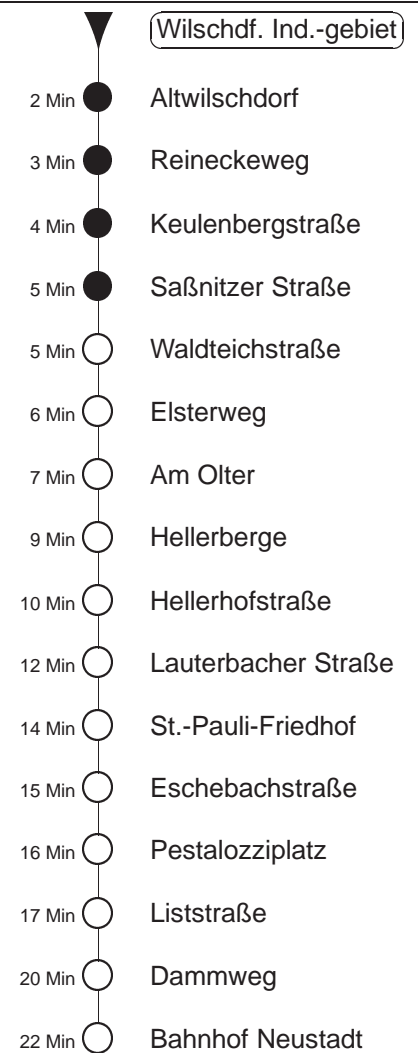 Wilschdf. Ind.-gebiet
2 Min Altwilschdorf
3 Min Reineckeweg
4 Min Keulenbergstraße
5 Min Saßnitzer Straße
5 Min Waldteichstraße
6 Min Elsterweg
7 Min Am Olter
9 Min Hellerberge
10 Min Hellerhofstraße
12 Min Lauterbacher Straße
14 Min St.-Pauli-Friedhof
15 Min Eschebachstraße
16 Min Pestalozziplatz
17 Min Liststraße
20 Min Dammweg
22 Min Bahnhof Neustadt